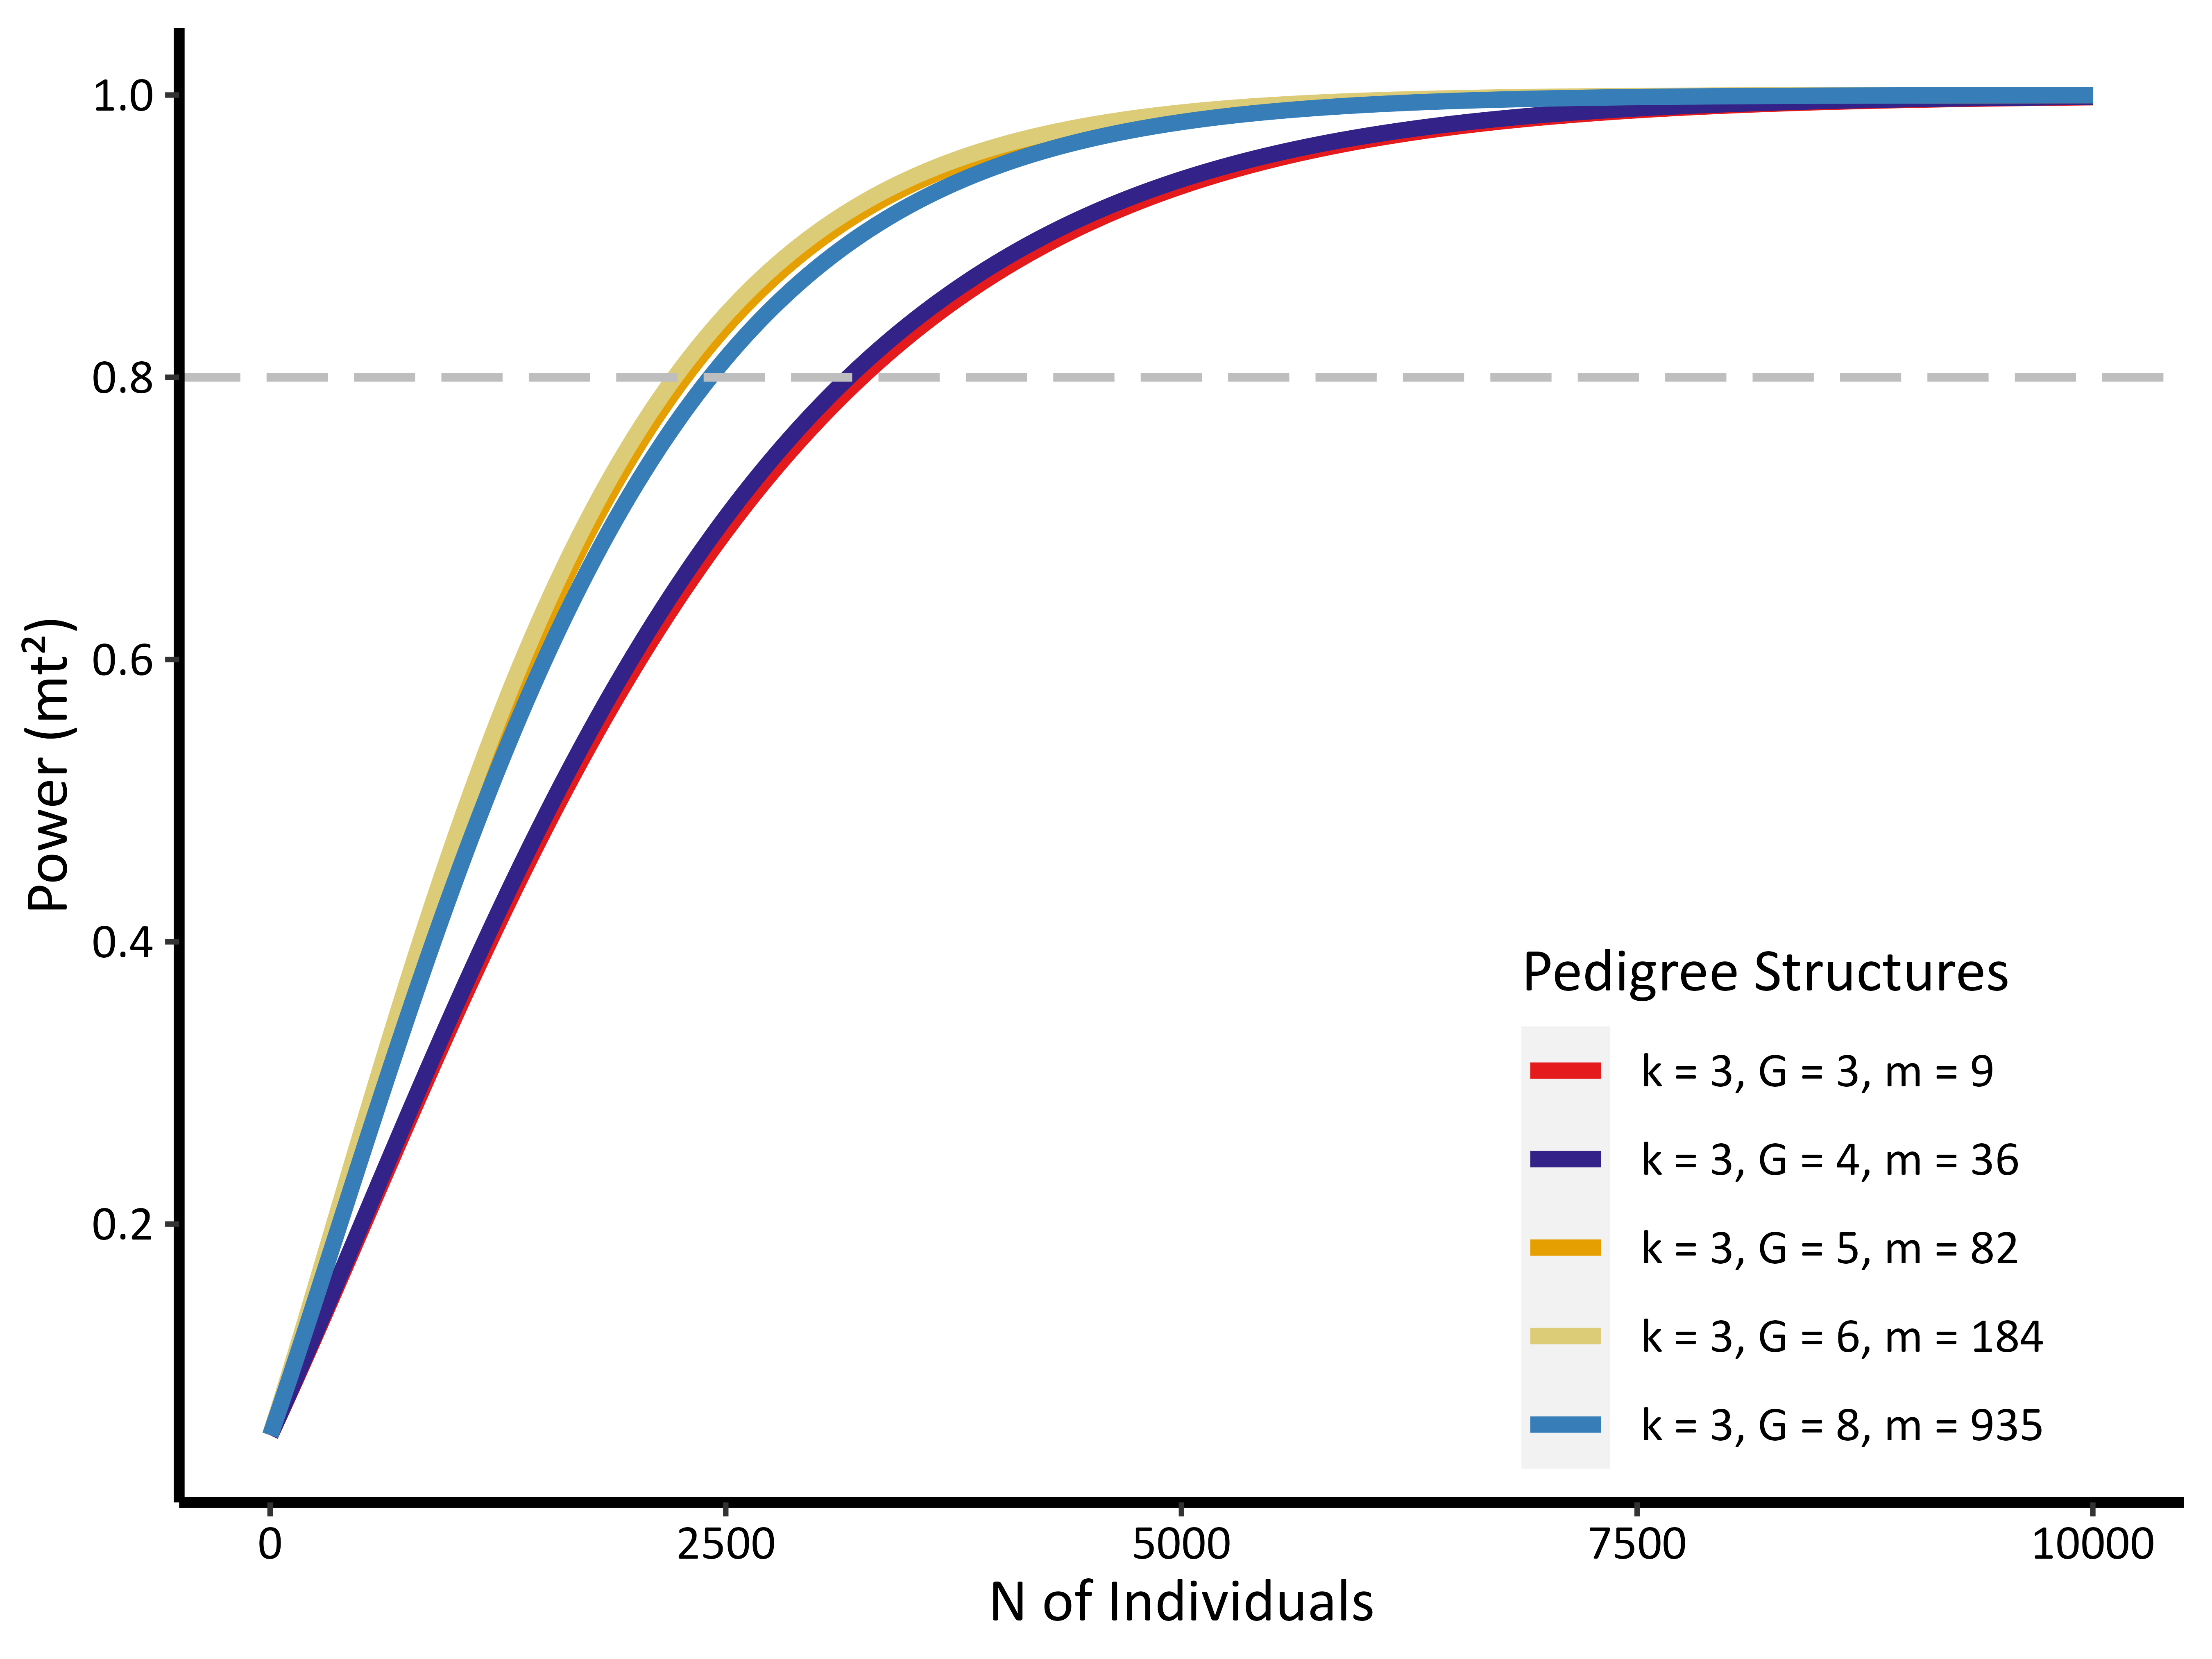 1.0
0.8
0.6
0.4
0.2
Power (mt²)
0
2500
5000
7500
10000
N of Individuals
Pedigree Structures
k = 3, G = 3, m = 9
k = 3, G = 4, m = 36
k = 3, G = 5, m = 82
k = 3, G = 6, m = 184
k = 3, G = 8, m = 935